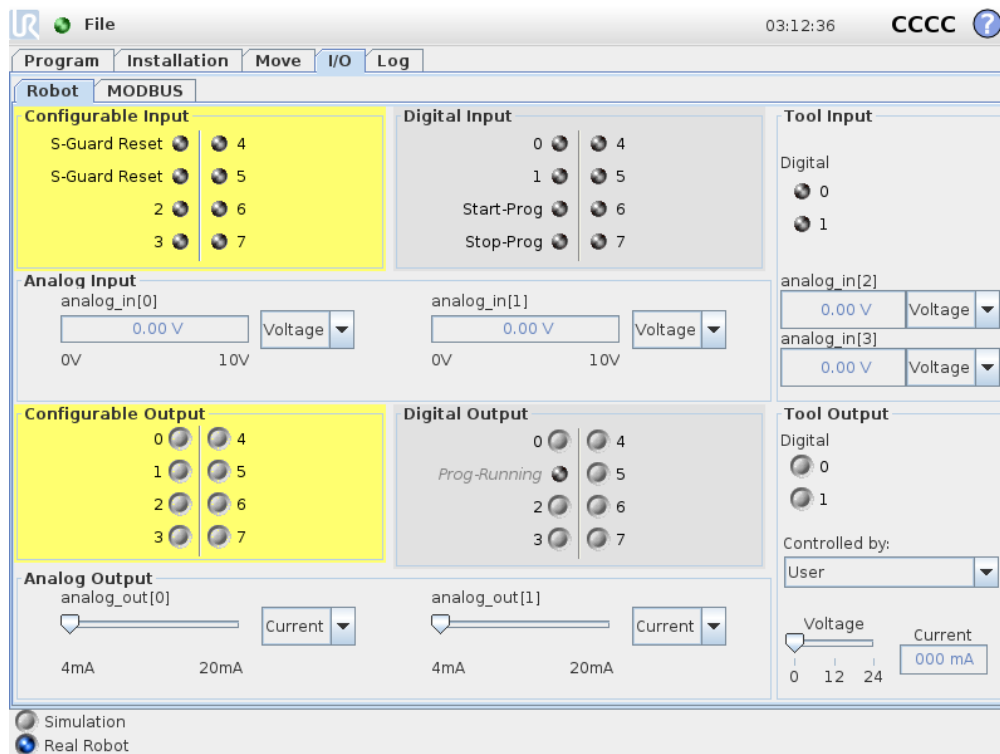 UR File 03:12:36 CCCC ?
Program Installation Move I/O Log
Robot MODBUS
Configurable Input
S-Guard Reset 4
S-Guard Reset 5
2 6
3 7
Digital Input
0 4
1 5
Start-Prog 6
Stop-Prog 7
Tool Input
Digital
0
1
analog_in[2]
0.00 V Voltage
analog_in[3]
0.00 V Voltage
Analog Input
analog_in[0]
0.00 V Voltage
0V 10V
analog_in[1]
0.00 V Voltage
0V 10V
Configurable Output
0 4
1 5
2 6
3 7
Digital Output
0 4
Prog-Running 5
2 6
3 7
Tool Output
Digital
0
1
Controlled by:
User
Voltage
0 12 24
Current
000 mA
Analog Output
analog_out[0]
Current
4mA 20mA
analog_out[1]
Current
4mA 20mA
Simulation
Real Robot